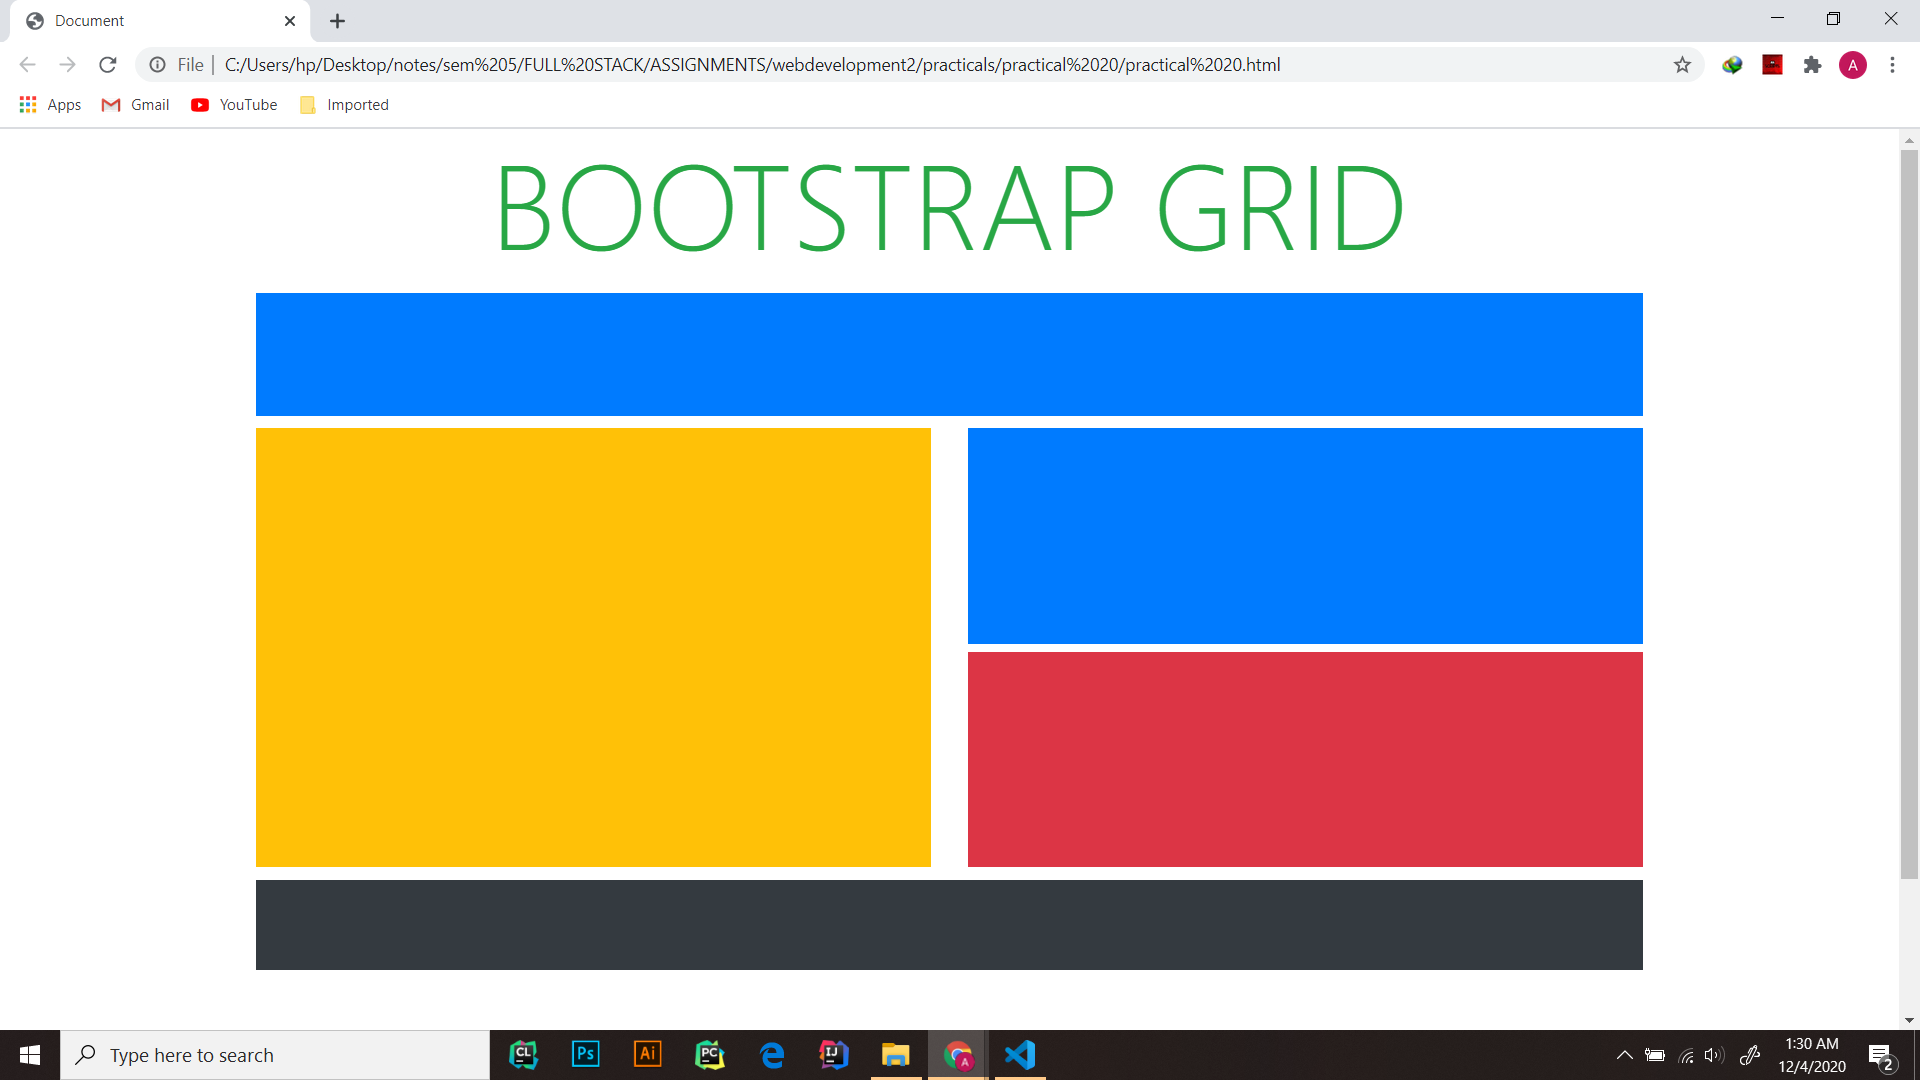 Document
File
C:/Users/hp/Desktop/notes/sem%205/FULL%20STACK/ASSIGNMENTS/webdevelopment2/practicals/practical%2020/practical%2020.html
A
Apps
Gmail
YouTube
Imported
BOOTSTRAP GRID
Type here to search
CL
Ps
Ai
PC
IJ
A
1:30 AM
12/4/2020
2